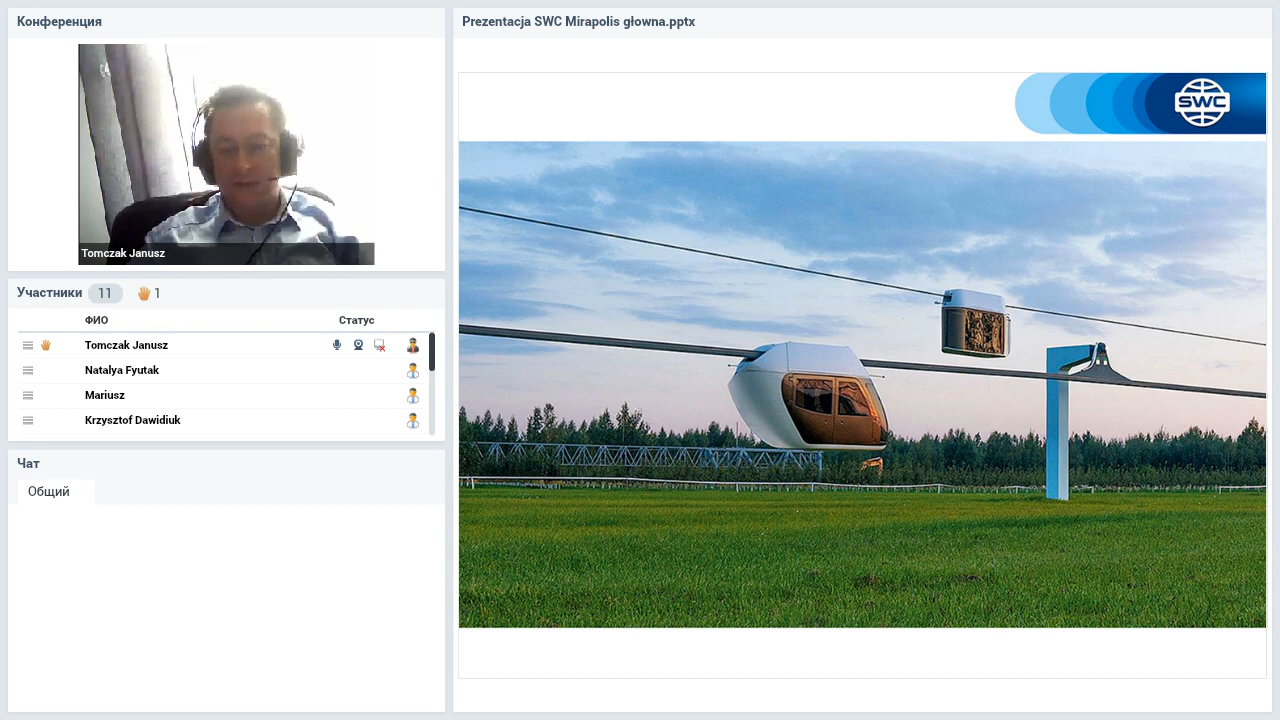 Конференция
Tomczak Janusz
Участники 11 1
ФИО Статус
Tomczak Janusz
Natalya Fyutak
Mariusz
Krzysztof Dawidiuk
Чат
Общий
Prezentacja SWC Mirapolis głowna.pptx
SWC